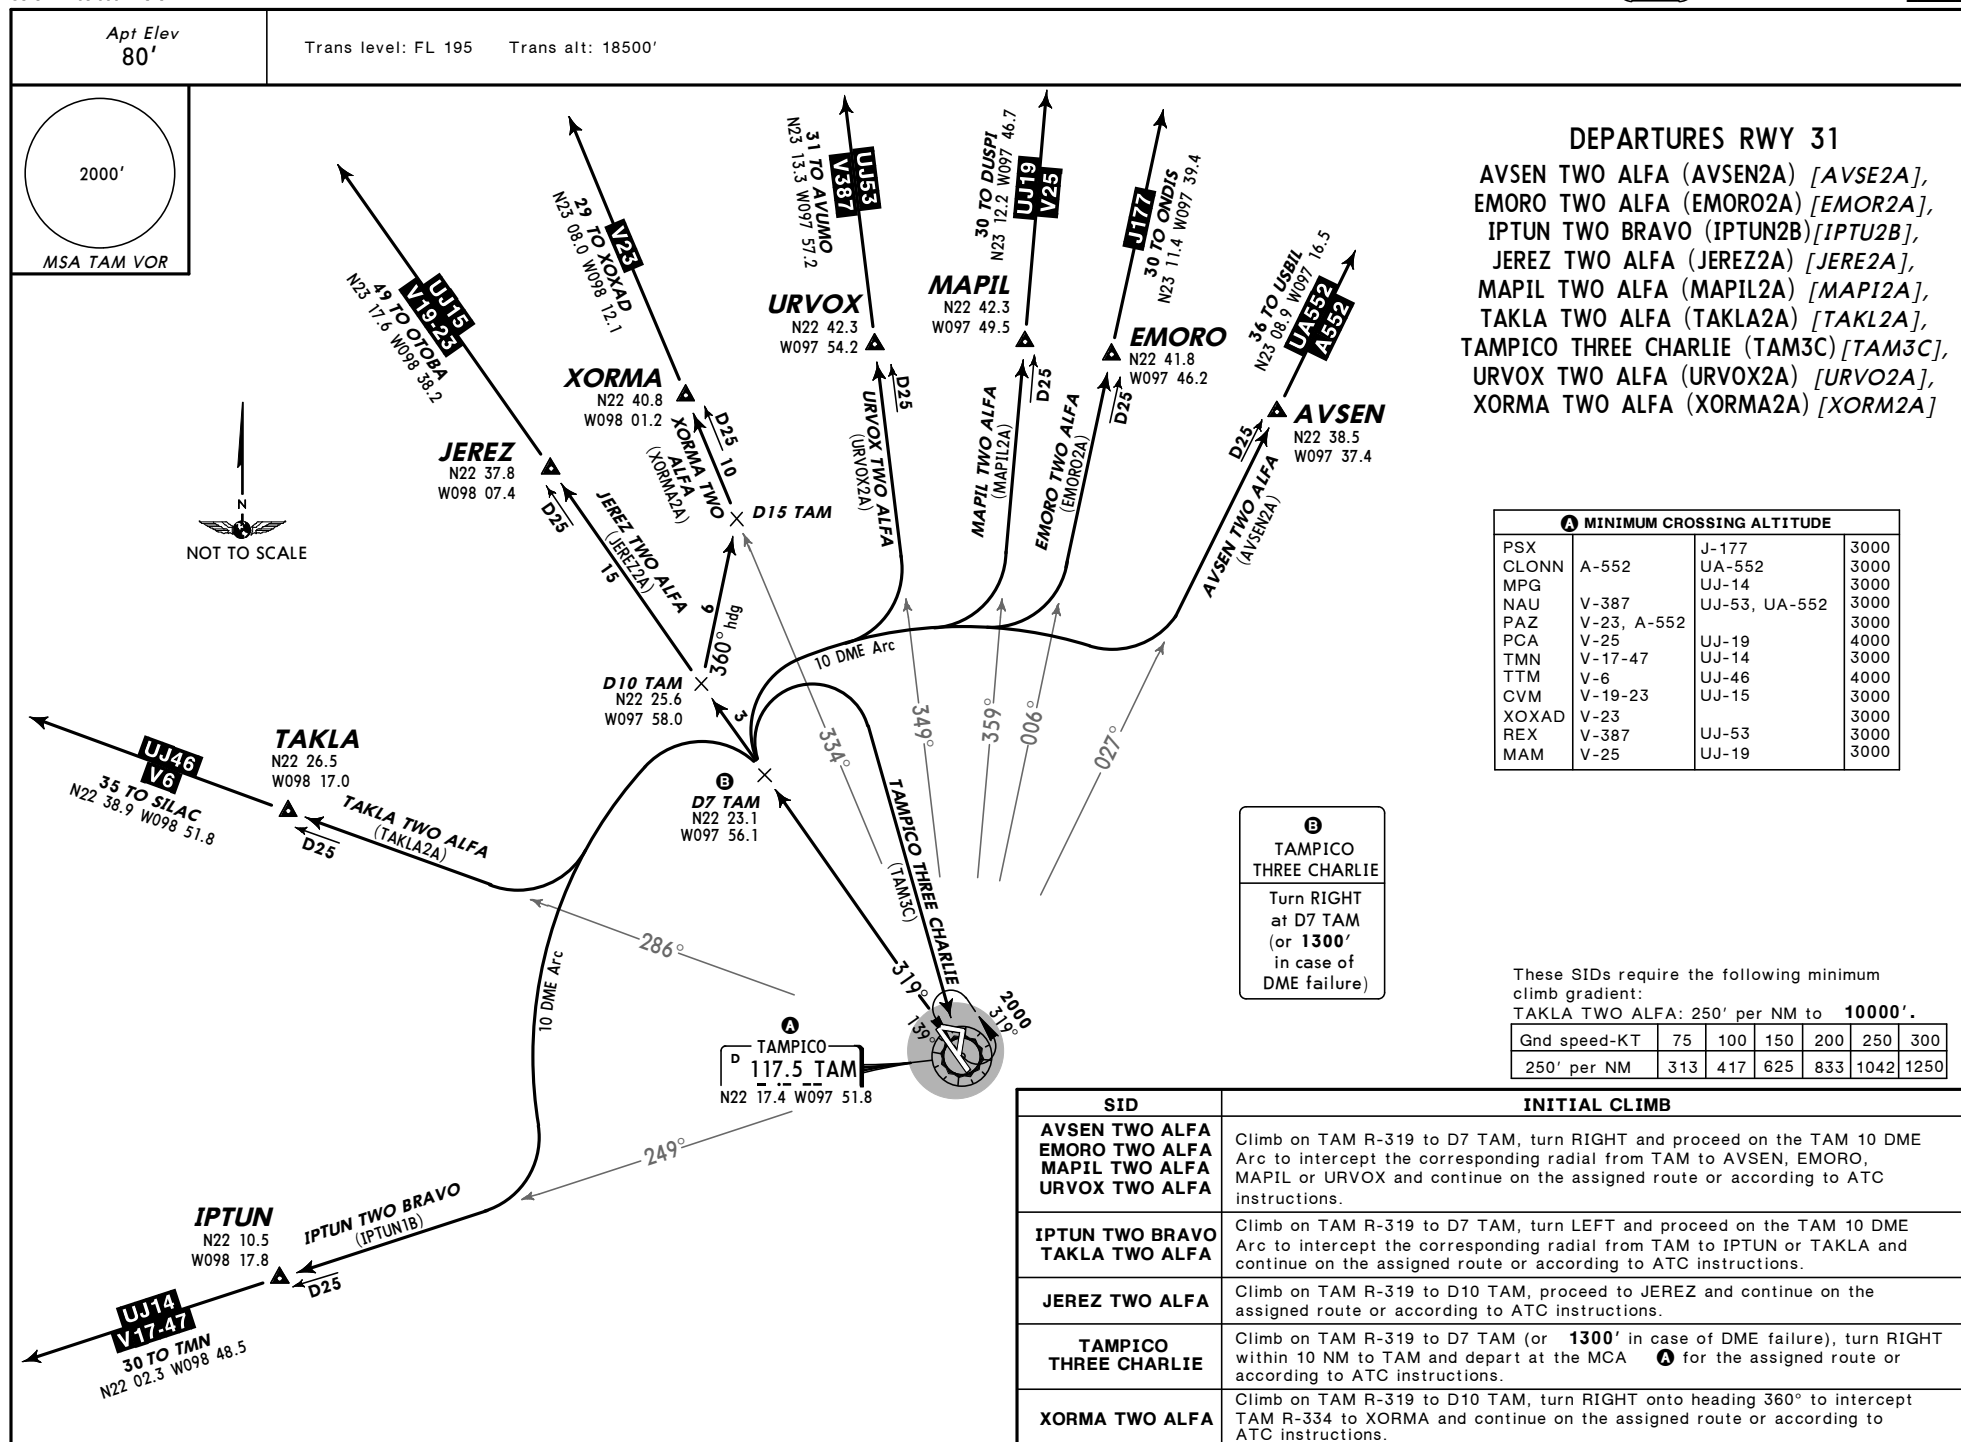 Apt Elev
80'
Trans level: FL 195 Trans alt: 18500'
2000'
MSA TAM VOR
DEPARTURES RWY 31
AVSEN TWO ALFA (AVSEN2A) [AVSE2A],
EMORO TWO ALFA (EMORO2A) [EMOR2A],
IPTUN TWO BRAVO (IPTUN2B) [IPTU2B],
JEREZ TWO ALFA (JEREZ2A) [JERE2A],
MAPIL TWO ALFA (MAPIL2A) [MAPI2A],
TAKLA TWO ALFA (TAKLA2A) [TAKL2A],
TAMPICO THREE CHARLIE (TAM3C) [TAM3C],
URVOX TWO ALFA (URVOX2A) [URVO2A],
XORMA TWO ALFA (XORMA2A) [XORM2A]
UJ15
V19-23
49 TO OTOBA
N23 17.6 W098 38.2
V23
29 TO XOXAD
N23 08.0 W098 12.1
UJ53
V387
31 TO AVUMO
N23 13.3 W097 57.2
30 TO DUSPI
N23 12.2 W097 46.7
UJ19
V25
J177
30 TO ONDIS
N23 11.4 W097 39.4
36 TO USBIL
N23 08.9 W097 16.5
UA552
A552
URVOX
N22 42.3
W097 54.2
MAPIL
N22 42.3
W097 49.5
EMORO
N22 41.8
W097 46.2
AVSEN
N22 38.5
W097 37.4
XORMA
N22 40.8
W098 01.2
JEREZ
N22 37.8
W098 07.4
D25
D25
D25
D25
D25
D25
10
JEREZ TWO ALFA
(JEREZ2A)
15
XORMA TWO
ALFA
(XORMA2A)
URVOX TWO ALFA
(URVOX2A)
MAPIL TWO ALFA
(MAPIL2A)
EMORO TWO ALFA
(EMORO2A)
AVSEN TWO ALFA
(AVSEN2A)
N
NOT TO SCALE
D15 TAM
6
360° hdg
10 DME Arc
D10 TAM
N22 25.6
W097 58.0
3
334°
349°
359°
006°
027°
A MINIMUM CROSSING ALTITUDE
PSX J-177 3000
CLONN A-552 UA-552 3000
MPG UJ-14 3000
NAU V-387 UJ-53, UA-552 3000
PAZ V-23, A-552 3000
PCA V-25 UJ-19 4000
TMN V-17-47 UJ-14 3000
TTM V-6 UJ-46 4000
CVM V-19-23 UJ-15 3000
XOXAD V-23 3000
REX V-387 UJ-53 3000
MAM V-25 UJ-19 3000
UJ46
V6
35 TO SILAC
N22 38.9 W098 51.8
TAKLA
N22 26.5
W098 17.0
TAKLA TWO ALFA
(TAKLA2A)
D25
B
D7 TAM
N22 23.1
W097 56.1
TAMPICO THREE CHARLIE
(TAM3C)
B
TAMPICO
THREE CHARLIE
Turn RIGHT
at D7 TAM
(or 1300'
in case of
DME failure)
286°
10 DME Arc
319°
139°
2000
319°
A
TAMPICO
D 117.5 TAM
N22 17.4 W097 51.8
249°
These SIDs require the following minimum
climb gradient:
TAKLA TWO ALFA: 250' per NM to 10000'.
Gnd speed-KT 75 100 150 200 250 300
250' per NM 313 417 625 833 1042 1250
IPTUN
N22 10.5
W098 17.8
IPTUN TWO BRAVO
(IPTUN1B)
D25
UJ14
V17-47
30 TO TMN
N22 02.3 W098 48.5
SID INITIAL CLIMB
AVSEN TWO ALFA
EMORO TWO ALFA
MAPIL TWO ALFA
URVOX TWO ALFA
Climb on TAM R-319 to D7 TAM, turn RIGHT and proceed on the TAM 10 DME
Arc to intercept the corresponding radial from TAM to AVSEN, EMORO,
MAPIL or URVOX and continue on the assigned route or according to ATC
instructions.
IPTUN TWO BRAVO
TAKLA TWO ALFA
Climb on TAM R-319 to D7 TAM, turn LEFT and proceed on the TAM 10 DME
Arc to intercept the corresponding radial from TAM to IPTUN or TAKLA and
continue on the assigned route or according to ATC instructions.
JEREZ TWO ALFA
Climb on TAM R-319 to D10 TAM, proceed to JEREZ and continue on the
assigned route or according to ATC instructions.
TAMPICO
THREE CHARLIE
Climb on TAM R-319 to D7 TAM (or 1300' in case of DME failure), turn RIGHT
within 10 NM to TAM and depart at the MCA A for the assigned route or
according to ATC instructions.
XORMA TWO ALFA
Climb on TAM R-319 to D10 TAM, turn RIGHT onto heading 360° to intercept
TAM R-334 to XORMA and continue on the assigned route or according to
ATC instructions.